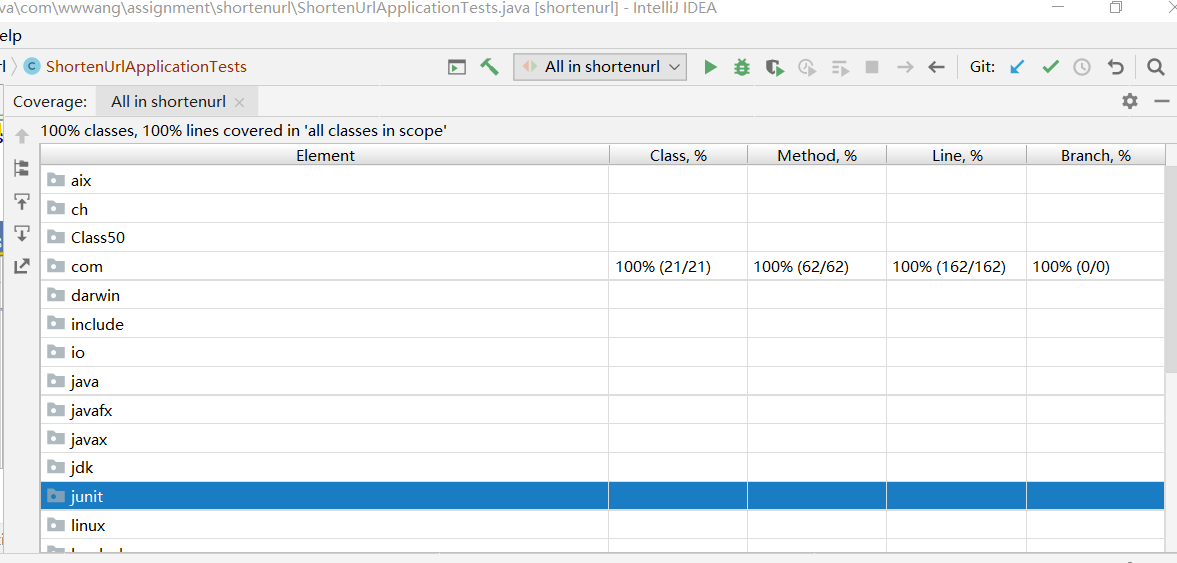 va\com\wwwang\assignment\shortenurl\ShortenUrlApplicationTests.java [shortenurl] - IntelliJ IDEA
elp
ShortenUrlApplicationTests All in shortenurl Git:
Coverage: All in shortenurl
100% classes, 100% lines covered in 'all classes in scope'
Element Class, % Method, % Line, % Branch, %
aix
ch
Class50
com 100% (21/21) 100% (62/62) 100% (162/162) 100% (0/0)
darwin
include
io
java
javafx
javax
jdk
junit
linux